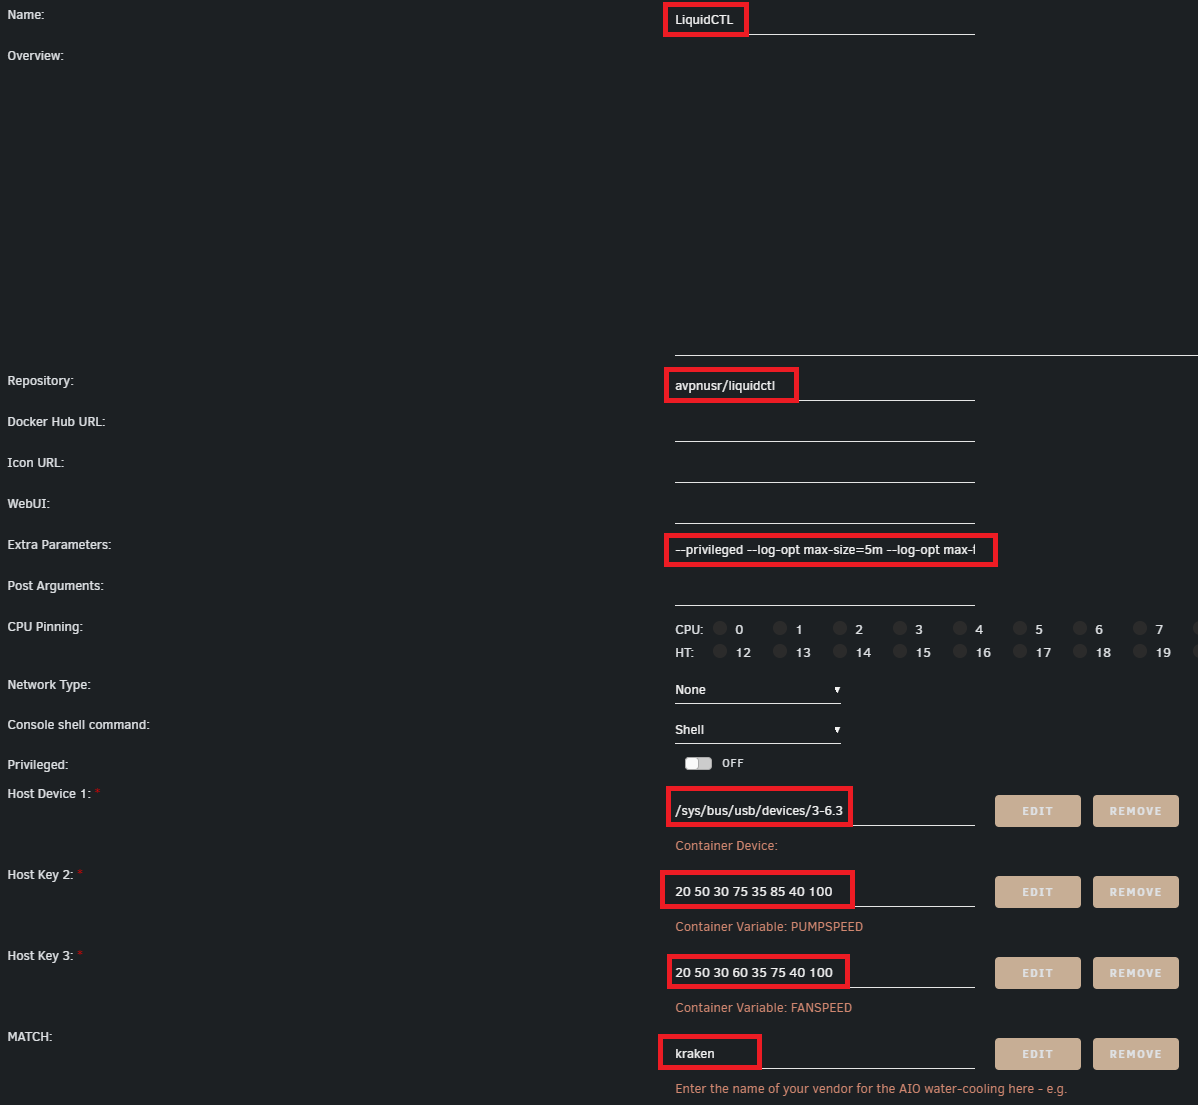 Name:
LiquidCTL
Overview:
Repository:
avpnusr/liquidctl
Docker Hub URL:
Icon URL:
WebUI:
Extra Parameters:
--privileged --log-opt max-size=5m --log-opt max-f
Post Arguments:
CPU Pinning:
CPU: 0 1 2 3 4 5 6 7
HT: 12 13 14 15 16 17 18 19
Network Type:
None
Console shell command:
Shell
Privileged:
OFF
Host Device 1: *
/sys/bus/usb/devices/3-6.3
EDIT
REMOVE
Container Device:
Host Key 2: *
20 50 30 75 35 85 40 100
EDIT
REMOVE
Container Variable: PUMPSPEED
Host Key 3: *
20 50 30 60 35 75 40 100
EDIT
REMOVE
Container Variable: FANSPEED
MATCH:
kraken
EDIT
REMOVE
Enter the name of your vendor for the AIO water-cooling here - e.g.